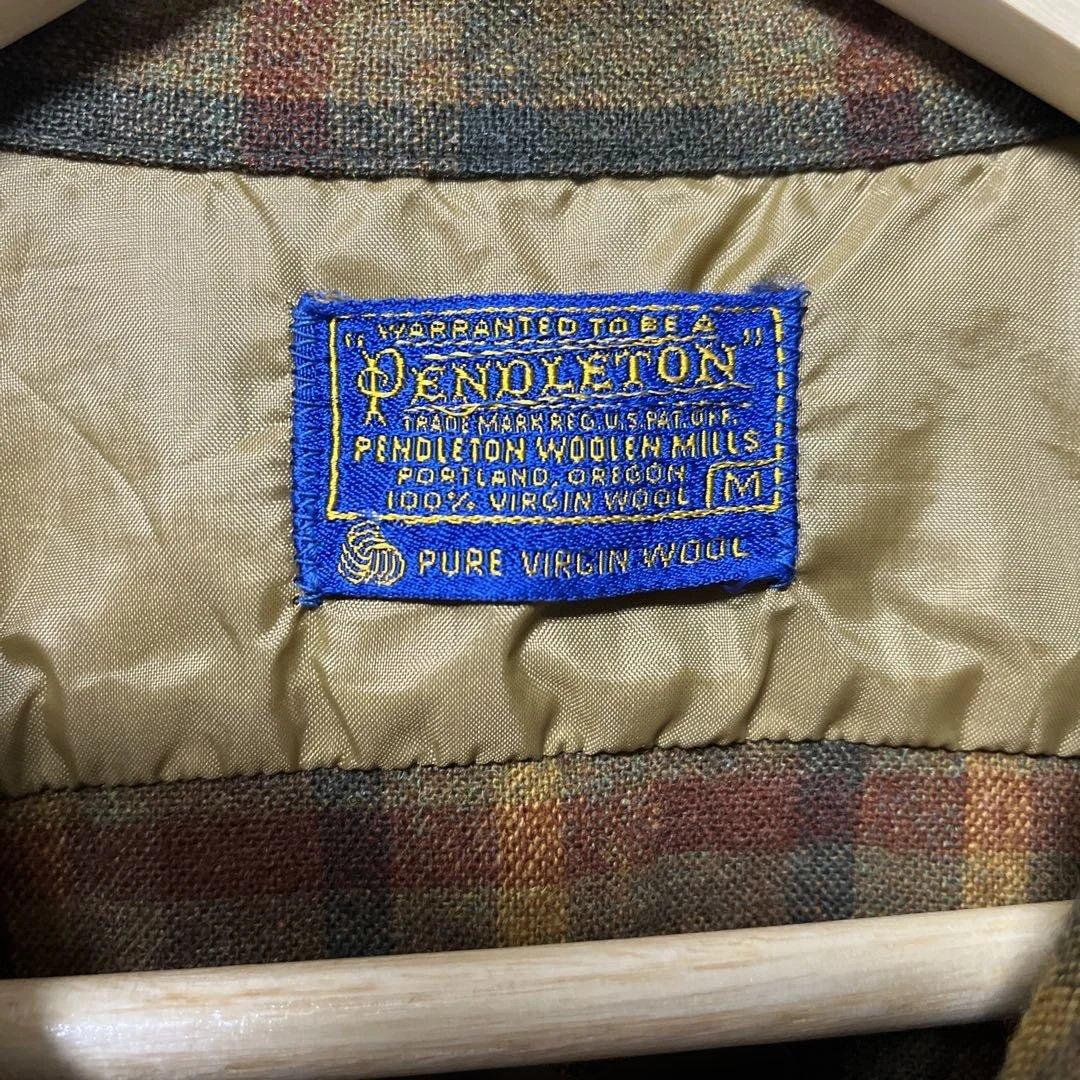 WARRANTED TO BE A
"PENDLETON"
TRADE MARK REG. U.S. PAT. OFF.
PENDLETON WOOLEN MILLS
PORTLAND, OREGON
100% VIRGIN WOOL M
PURE VIRGIN WOOL